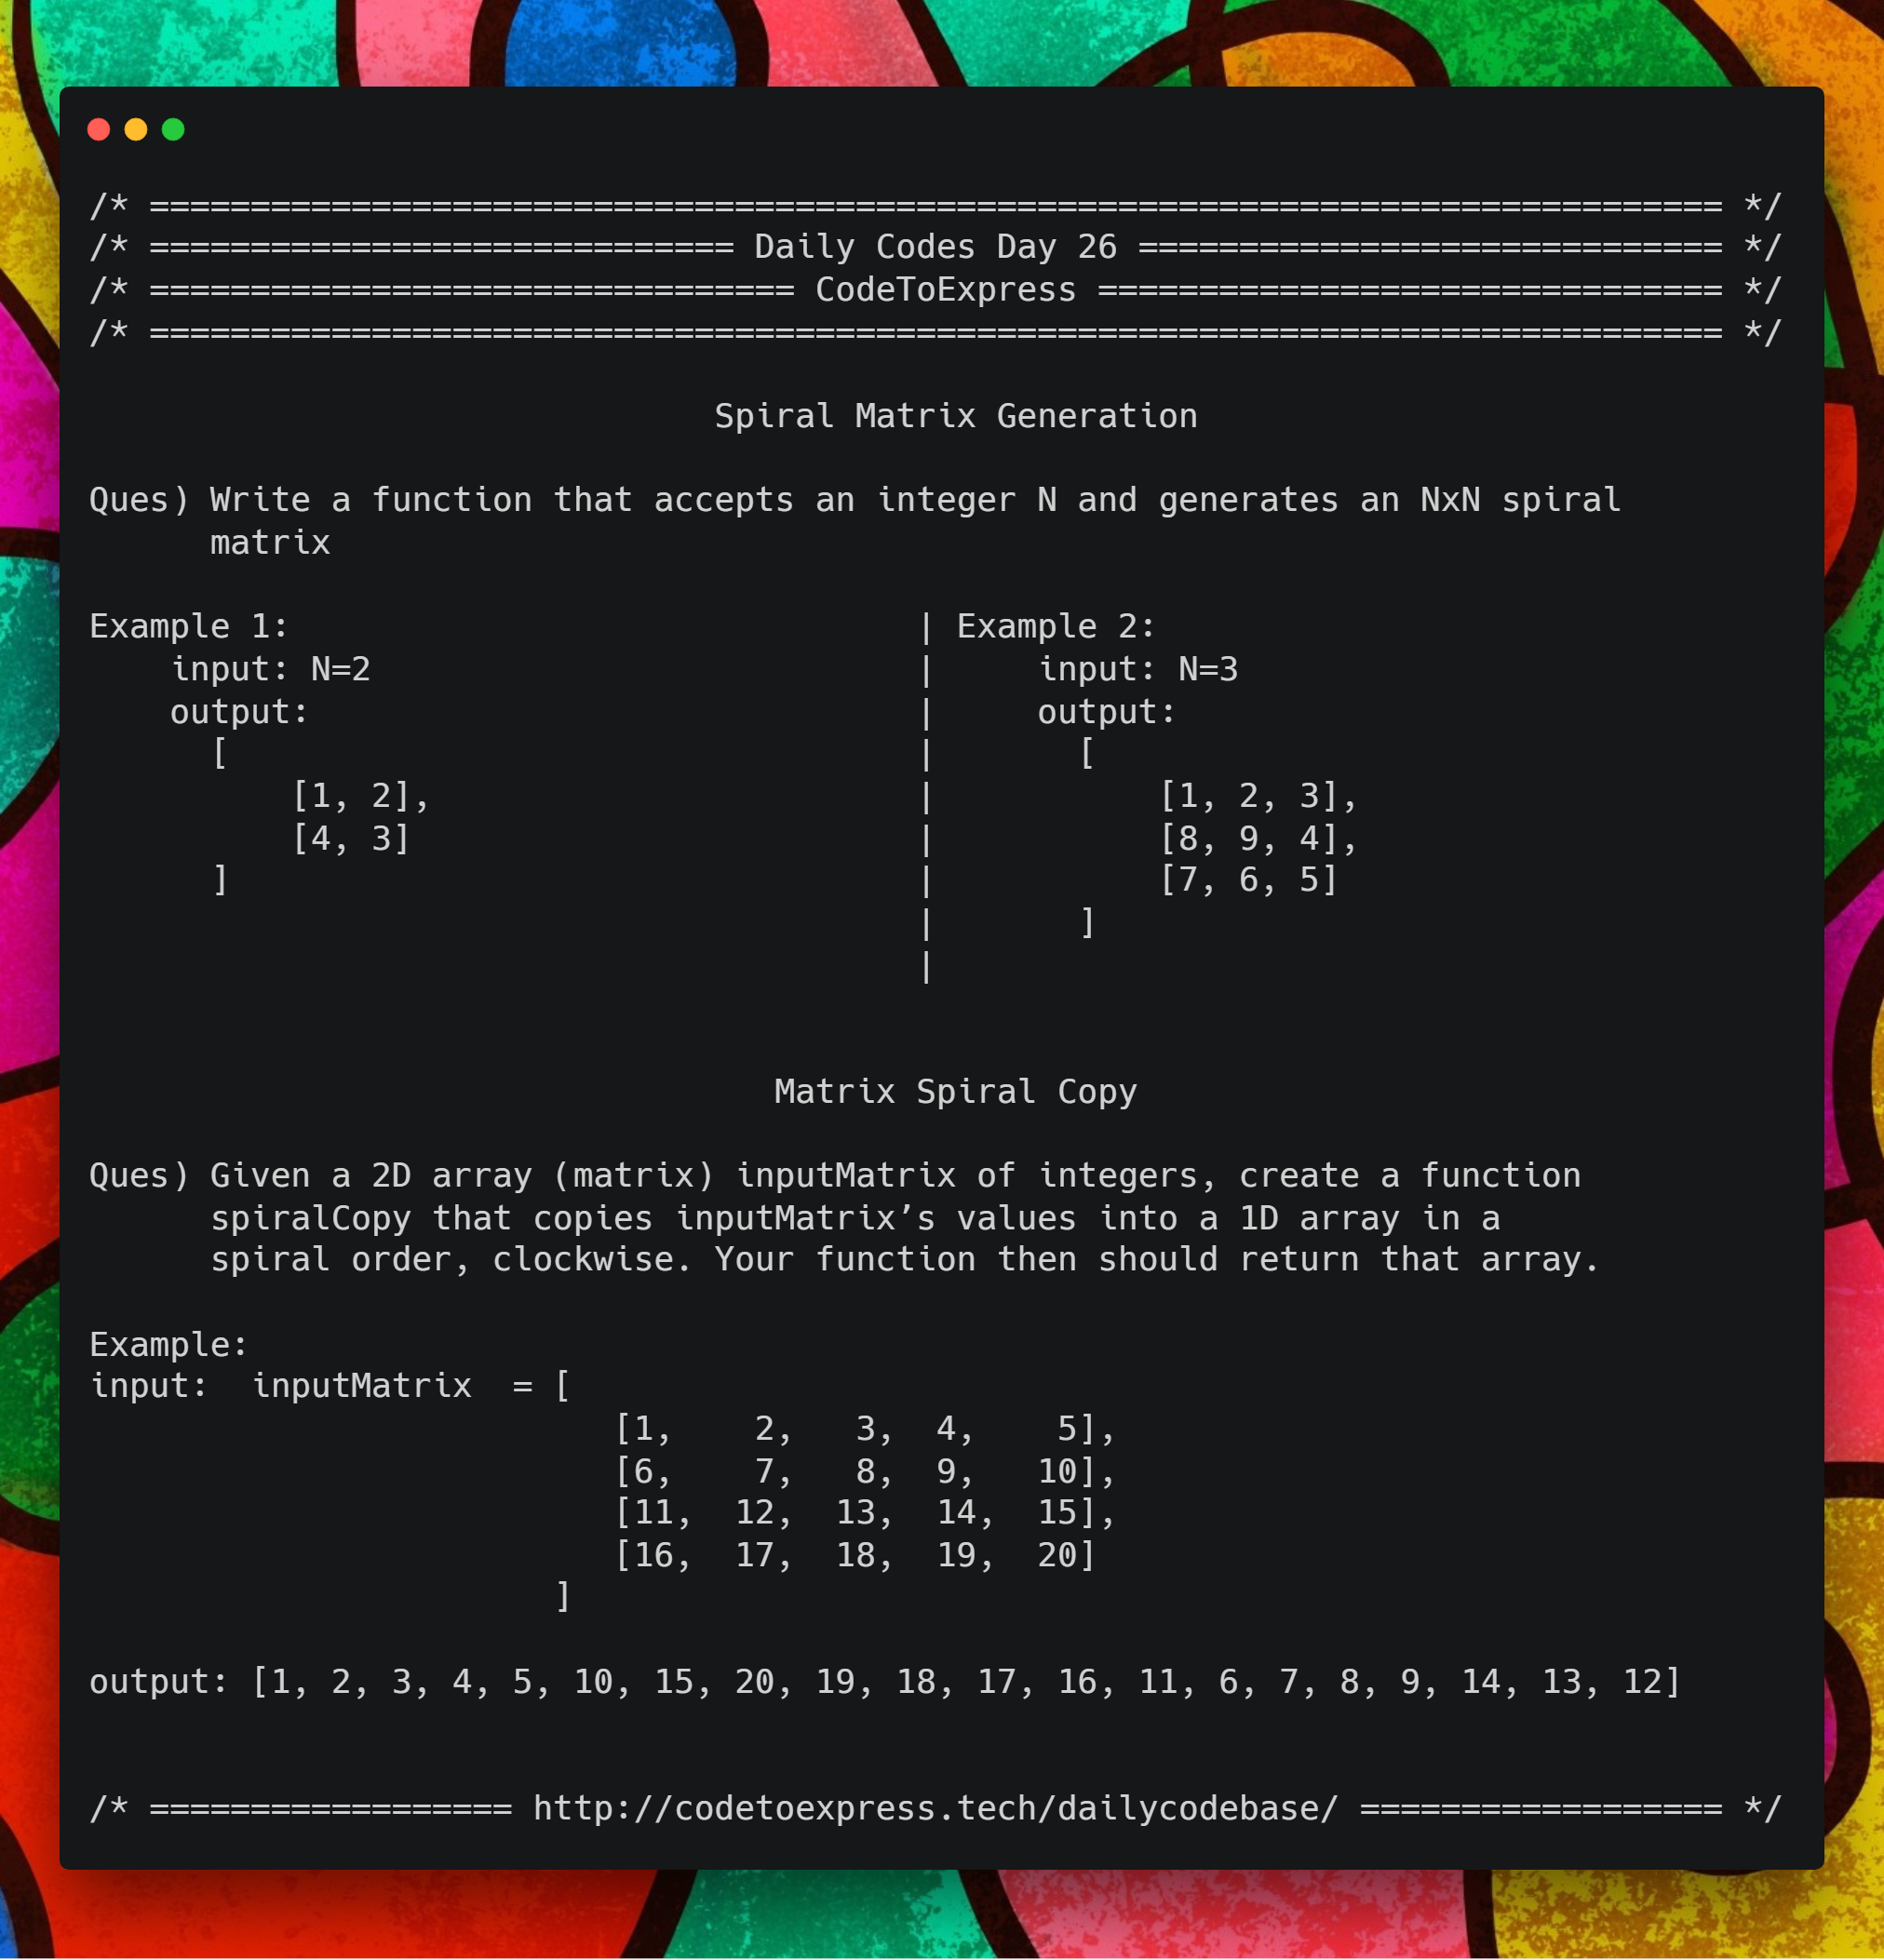 /* ============================================================================== */
/* ============================= Daily Codes Day 26 ============================= */
/* ================================ CodeToExpress =============================== */
/* ============================================================================== */
Spiral Matrix Generation
Ques) Write a function that accepts an integer N and generates an NxN spiral
matrix
Example 1:                               | Example 2:
    input: N=2                           |     input: N=3
    output:                              |     output:
      [                                  |       [
          [1, 2],                        |           [1, 2, 3],
          [4, 3]                         |           [8, 9, 4],
      ]                                  |           [7, 6, 5]
                                         |       ]
                                         |
Matrix Spiral Copy
Ques) Given a 2D array (matrix) inputMatrix of integers, create a function
spiralCopy that copies inputMatrix’s values into a 1D array in a
spiral order, clockwise. Your function then should return that array.
Example:
input:  inputMatrix  = [
                          [1,    2,   3,  4,    5],
                          [6,    7,   8,  9,   10],
                          [11,  12,  13,  14,  15],
                          [16,  17,  18,  19,  20]
                       ]
output: [1, 2, 3, 4, 5, 10, 15, 20, 19, 18, 17, 16, 11, 6, 7, 8, 9, 14, 13, 12]
/* ================== http://codetoexpress.tech/dailycodebase/ ================== */